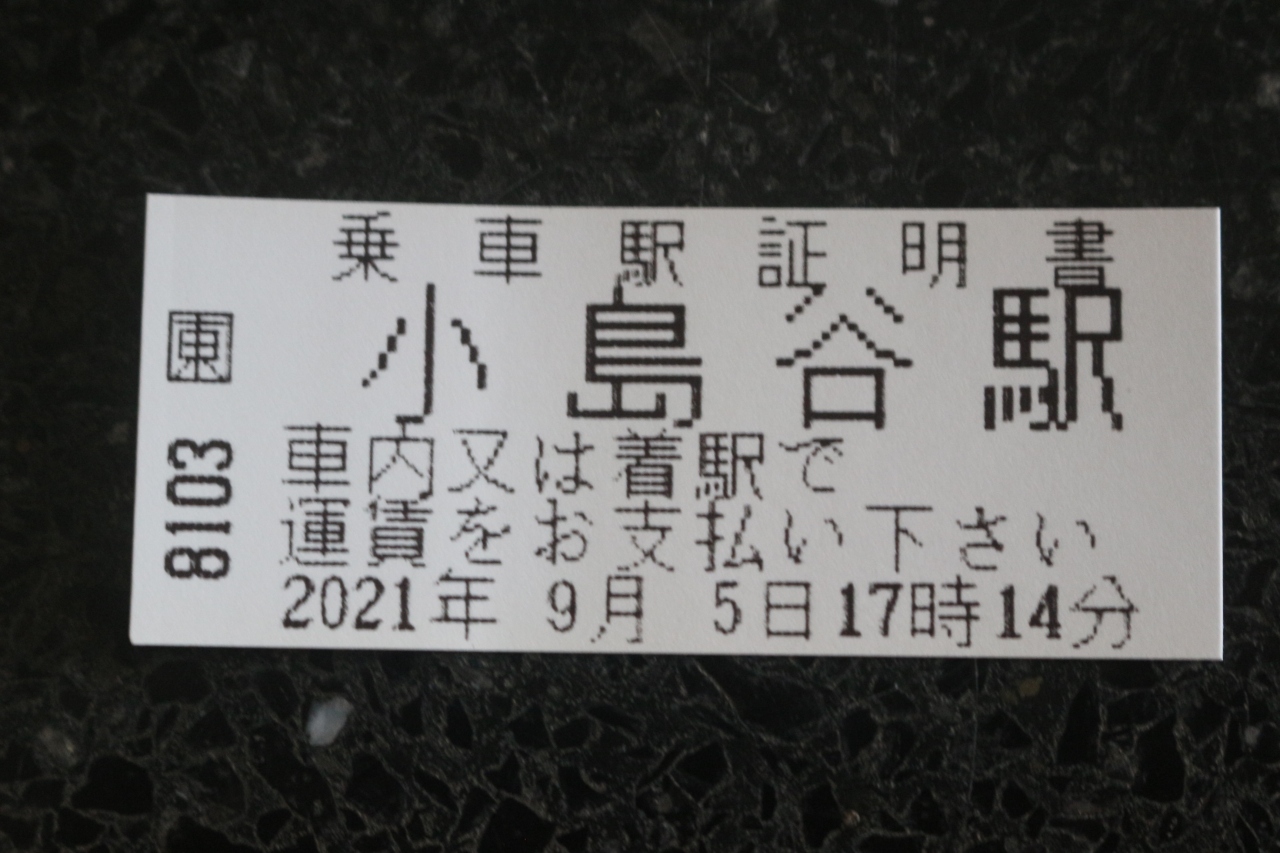 乗車駅証明書
小島谷駅
東
8103
車内又は着駅で
運賃をお支払い下さい
2021年 9月 5日17時14分